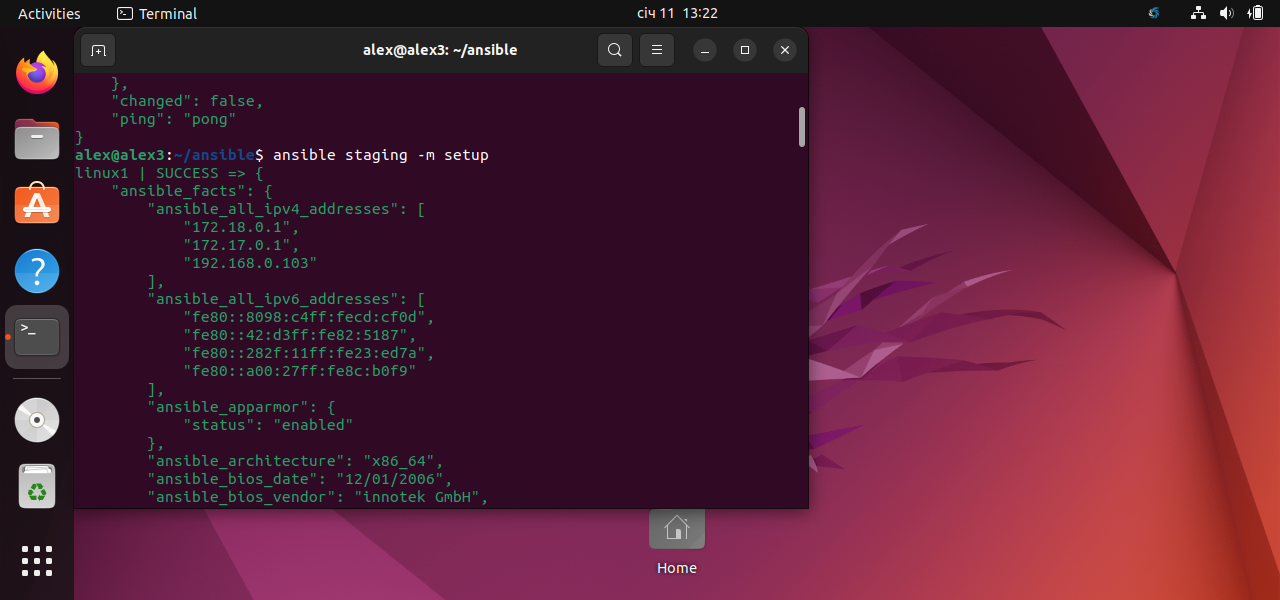 Activities
Terminal
січ 11 13:22
alex@alex3: ~/ansible
},
"changed": false,
"ping": "pong"
}
alex@alex3:~/ansible$ ansible staging -m setup
linux1 | SUCCESS => {
"ansible_facts": {
"ansible_all_ipv4_addresses": [
"172.18.0.1",
"172.17.0.1",
"192.168.0.103"
],
"ansible_all_ipv6_addresses": [
"fe80::8098:c4ff:fecd:cf0d",
"fe80::42:d3ff:fe82:5187",
"fe80::282f:11ff:fe23:ed7a",
"fe80::a00:27ff:fe8c:b0f9"
],
"ansible_apparmor": {
"status": "enabled"
},
"ansible_architecture": "x86_64",
"ansible_bios_date": "12/01/2006",
"ansible_bios_vendor": "innotek GmbH",
Home